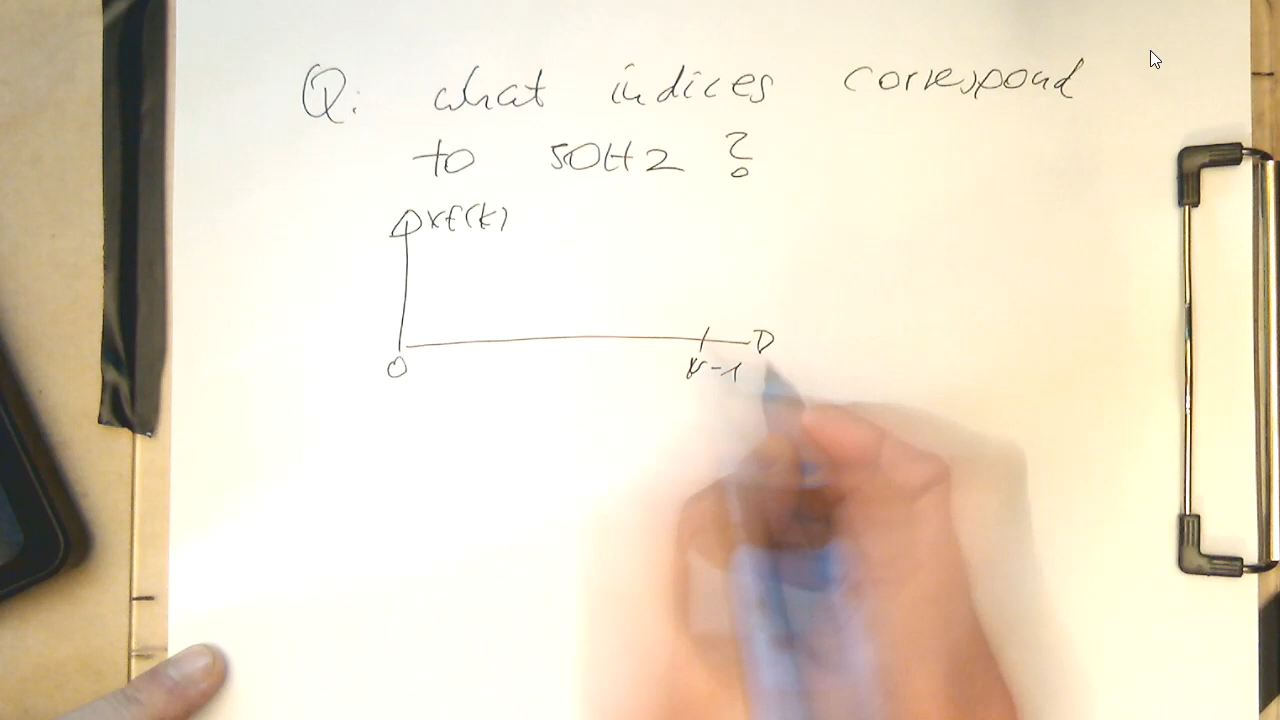 Q: what indices correspond
to 50Hz ?
xf(k)
0
N-1